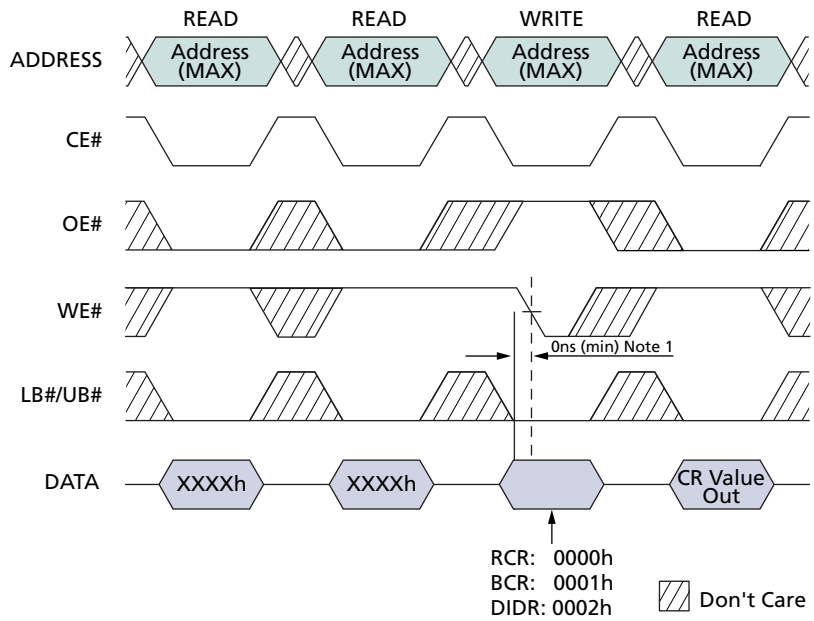 READ READ WRITE READ
ADDRESS Address (MAX) Address (MAX) Address (MAX) Address (MAX)
CE#
OE#
WE#
0ns (min) Note 1
LB#/UB#
DATA XXXXh XXXXh CR Value Out
RCR: 0000h
BCR: 0001h
DIDR: 0002h
Don't Care